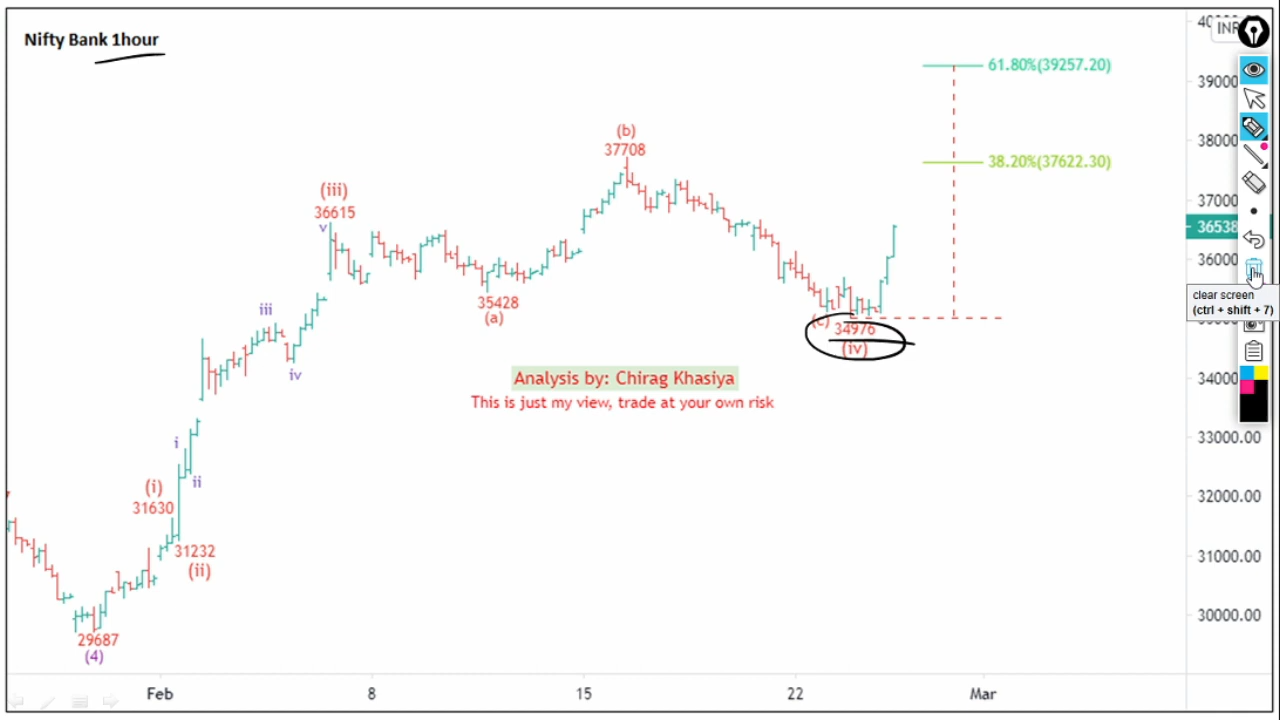 Nifty Bank 1hour
INR
61.80%(39257.20)
39000
(b)
38000
37708
38.20%(37622.30)
(iii)
37000
36615
v
36538
36000
iii
clear screen
(ctrl + shift + 7)
35428
(a)
(c) 34976
(iv)
iv
Analysis by: Chirag Khasiya
34000
This is just my view, trade at your own risk
i
33000.00
ii
(i)
31630
32000.00
31232
(ii)
31000.00
30000.00
29687
(4)
Feb 8 15 22 Mar